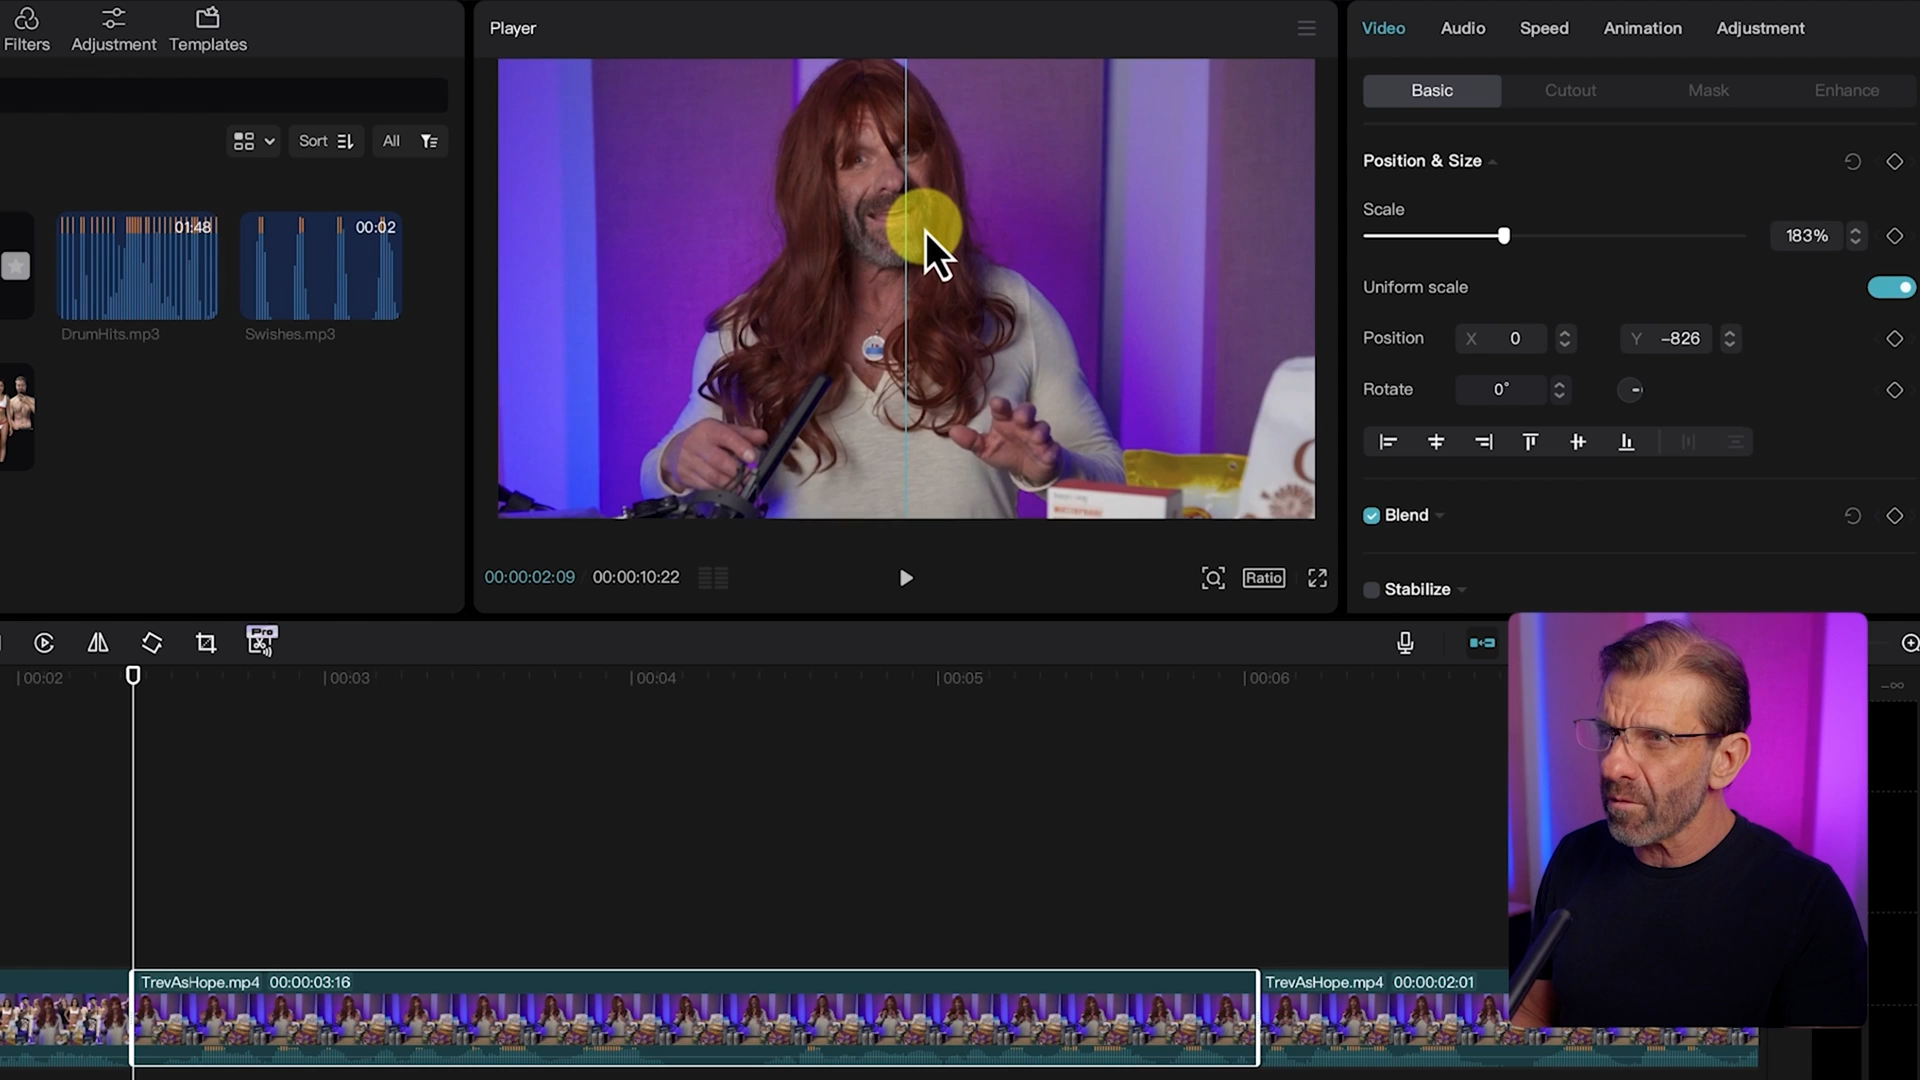 Filters
Adjustment
Templates
Sort
All
01:48
DrumHits.mp3
00:02
Swishes.mp3
Player
00:00:02:09
00:00:10:22
Ratio
Video
Audio
Speed
Animation
Adjustment
Basic
Cutout
Mask
Enhance
Position & Size
Scale
183%
Uniform scale
Position
X
0
Y
-826
Rotate
0°
Blend
Stabilize
Pro
00:02
00:03
00:04
00:05
00:06
-∞
TrevAsHope.mp4 00:00:03:16
TrevAsHope.mp4 00:00:02:01